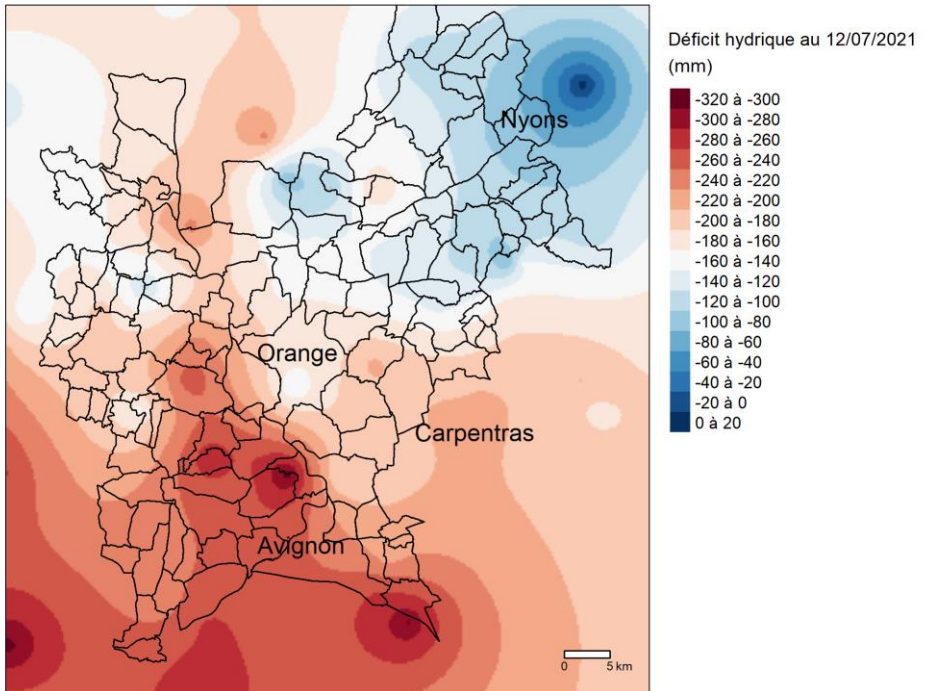 Déficit hydrique au 12/07/2021
(mm)
-320 à -300
-300 à -280
-280 à -260
-260 à -240
-240 à -220
-220 à -200
-200 à -180
-180 à -160
-160 à -140
-140 à -120
-120 à -100
-100 à -80
-80 à -60
-60 à -40
-40 à -20
-20 à 0
0 à 20
Nyons
Orange
Carpentras
Avignon
0 5 km